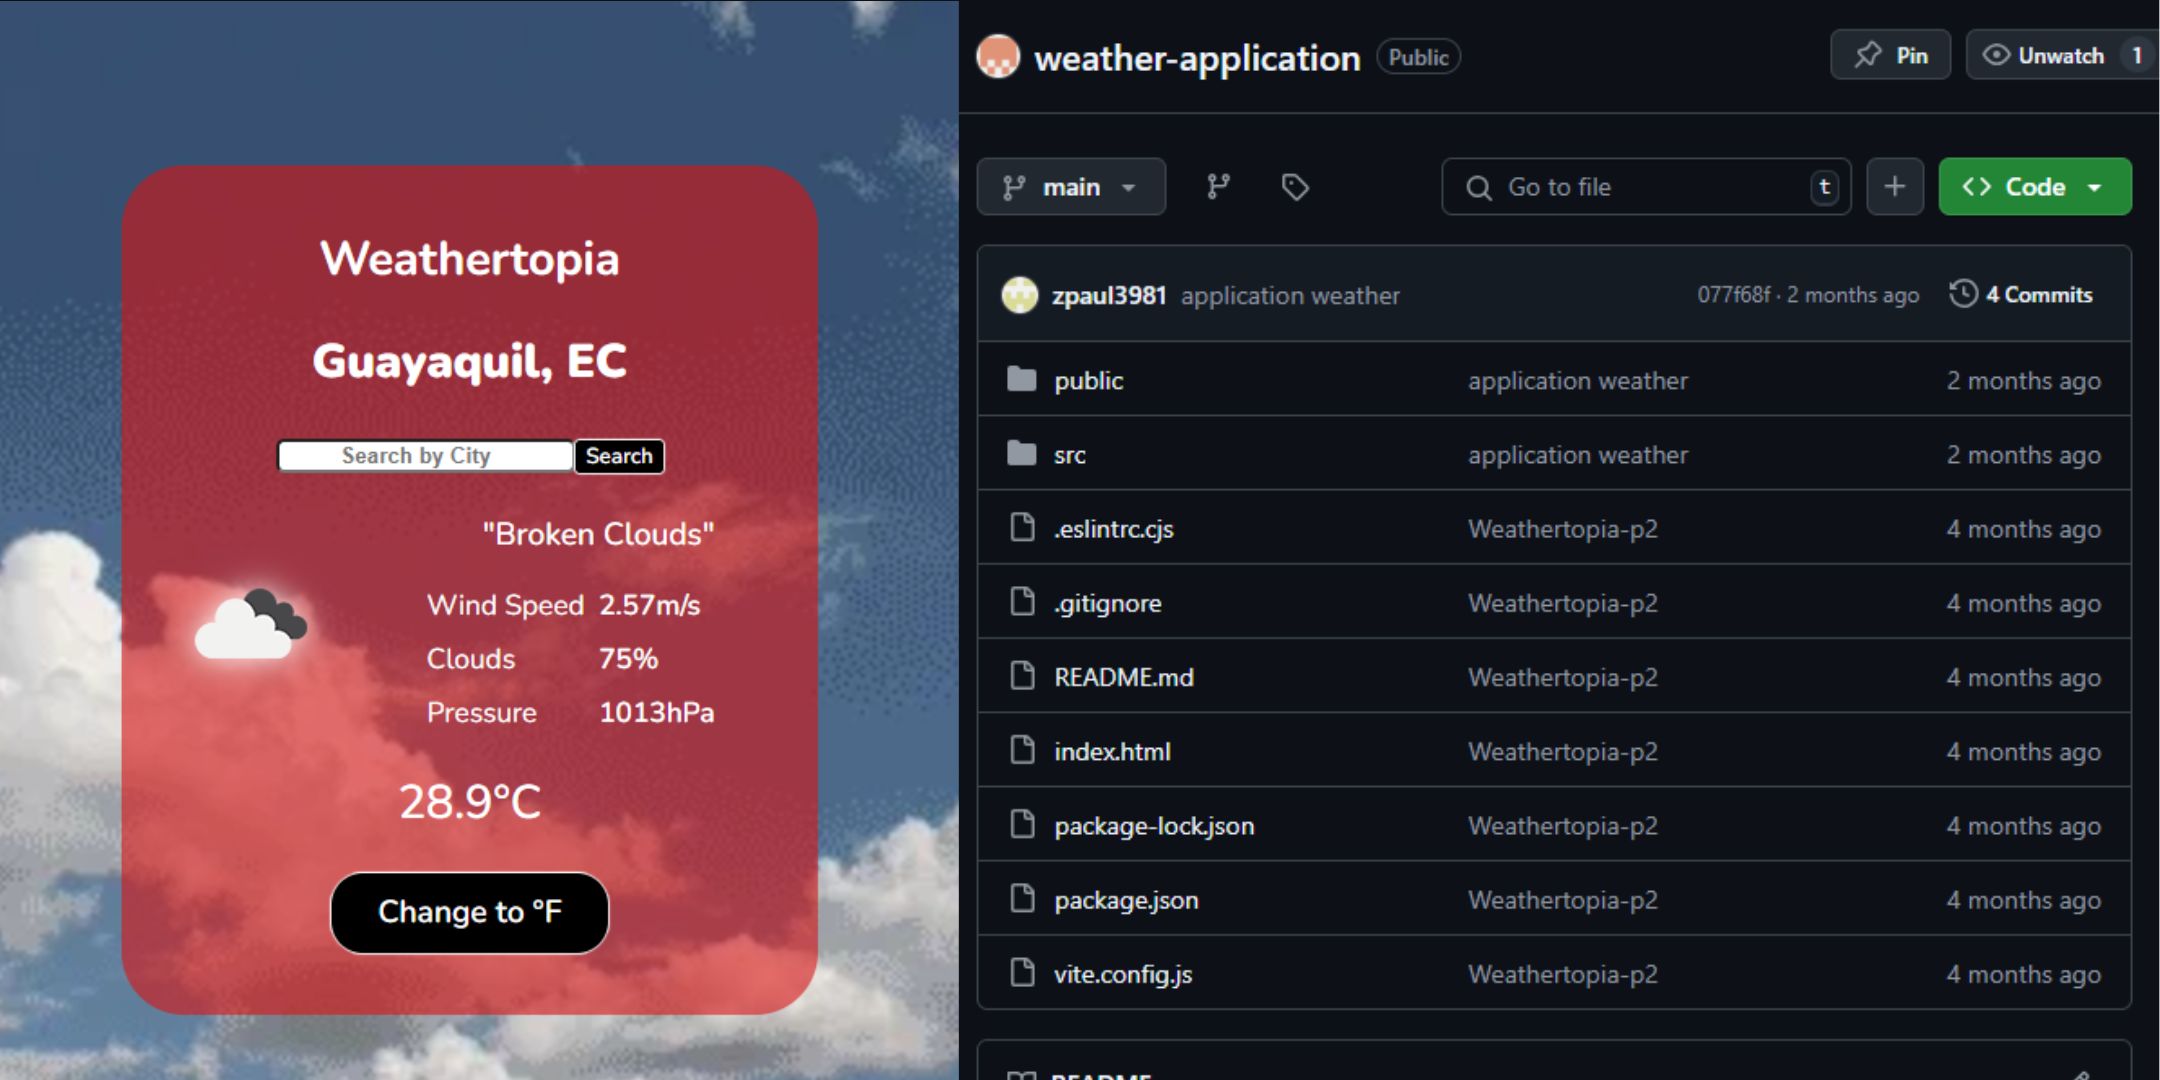 Weathertopia
Guayaquil, EC
Search by City Search
"Broken Clouds"
Wind Speed 2.57m/s
Clouds 75%
Pressure 1013hPa
28.9°C
Change to °F
weather-application Public Pin Unwatch 1
main Go to file t Code
zpaul3981 application weather 077f68f · 2 months ago 4 Commits
public application weather 2 months ago
src application weather 2 months ago
.eslintrc.cjs Weathertopia-p2 4 months ago
.gitignore Weathertopia-p2 4 months ago
README.md Weathertopia-p2 4 months ago
index.html Weathertopia-p2 4 months ago
package-lock.json Weathertopia-p2 4 months ago
package.json Weathertopia-p2 4 months ago
vite.config.js Weathertopia-p2 4 months ago
README